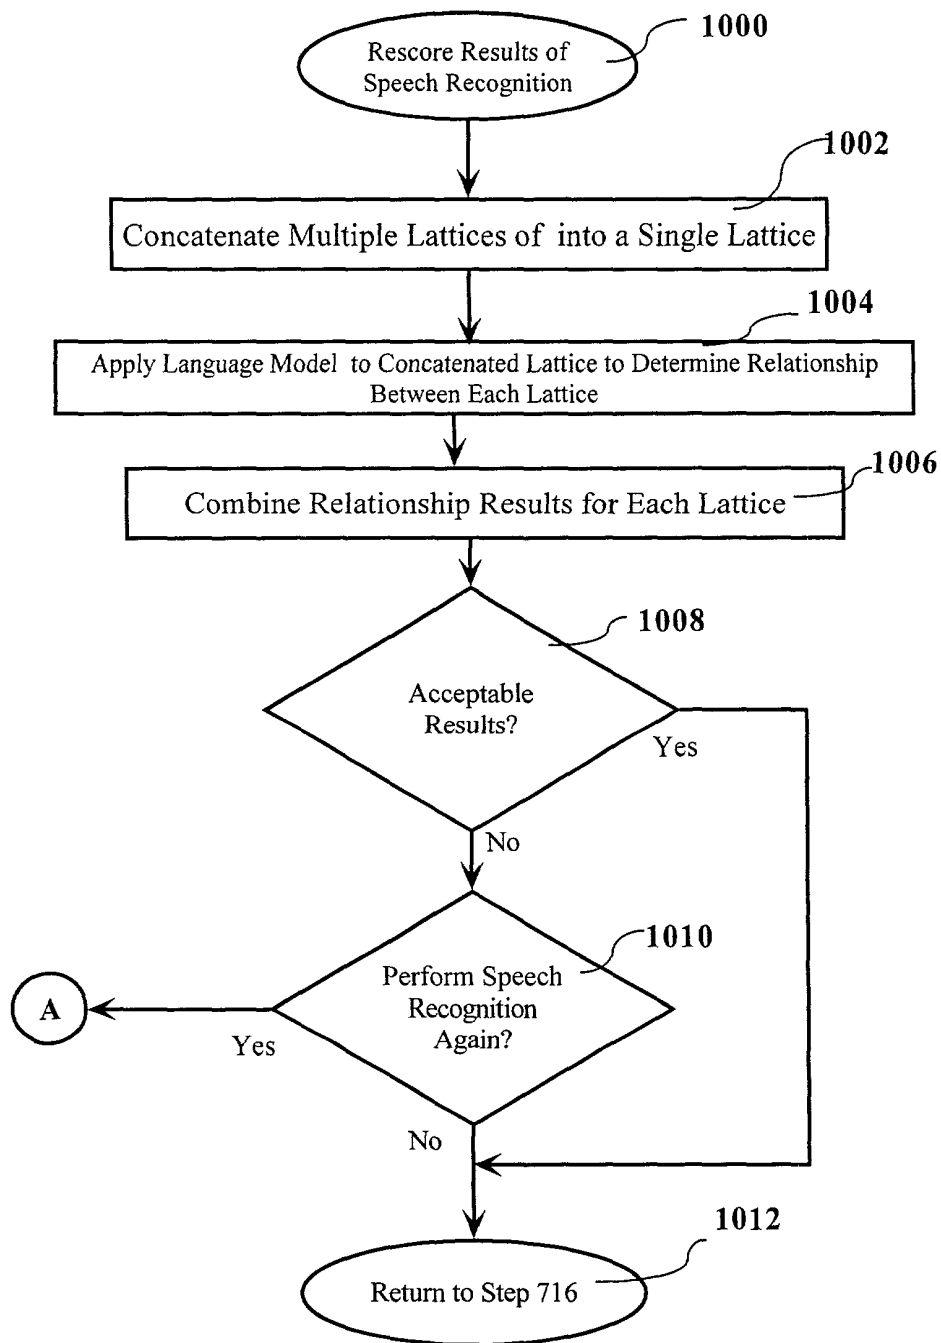 1000
Rescore Results of
Speech Recognition
1002
Concatenate Multiple Lattices of into a Single Lattice
1004
Apply Language Model to Concatenated Lattice to Determine Relationship
Between Each Lattice
1006
Combine Relationship Results for Each Lattice
1008
Acceptable
Results?
Yes
No
1010
Perform Speech
Recognition
Again?
A
Yes
No
1012
Return to Step 716